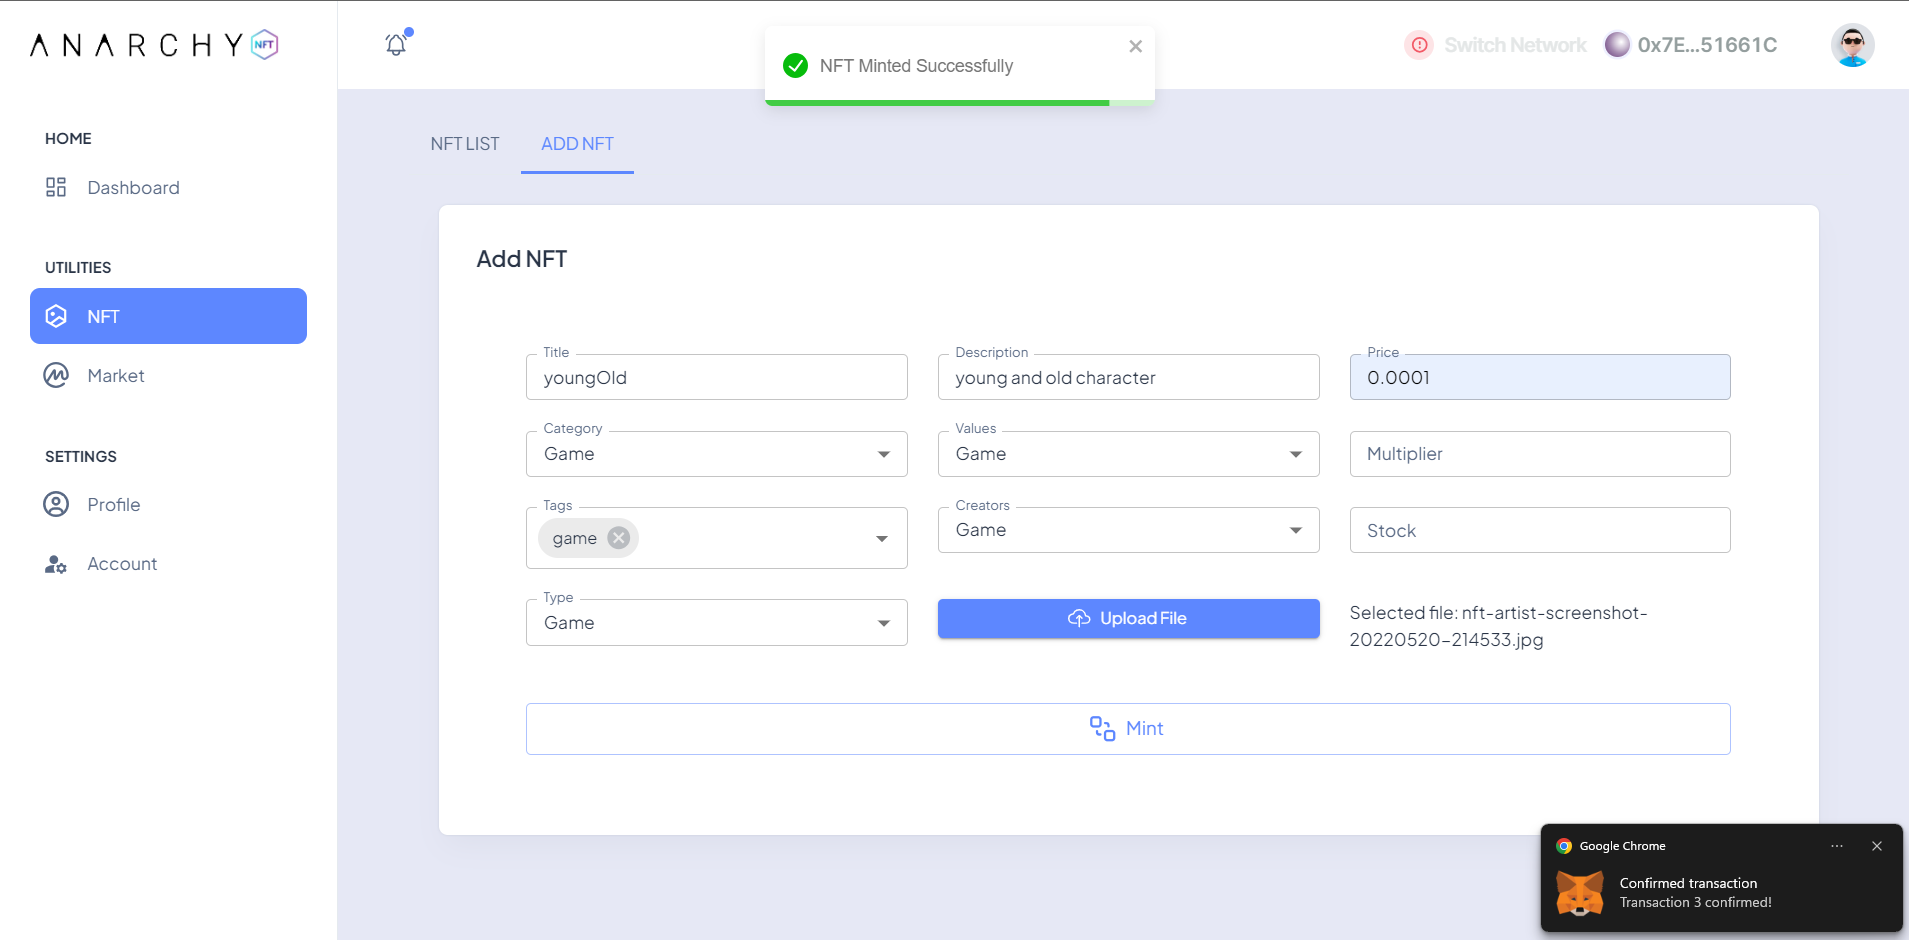 ANARCHY NFT
HOME
Dashboard
UTILITIES
NFT
Market
SETTINGS
Profile
Account
NFT Minted Successfully
Switch Network
0x7E...51661C
NFT LIST
ADD NFT
Add NFT
Title
youngOld
Description
young and old character
Price
0.0001
Category
Game
Values
Game
Multiplier
Tags
game
Creators
Game
Stock
Type
Game
Upload File
Selected file: nft-artist-screenshot-
20220520-214533.jpg
Mint
Google Chrome
Confirmed transaction
Transaction 3 confirmed!